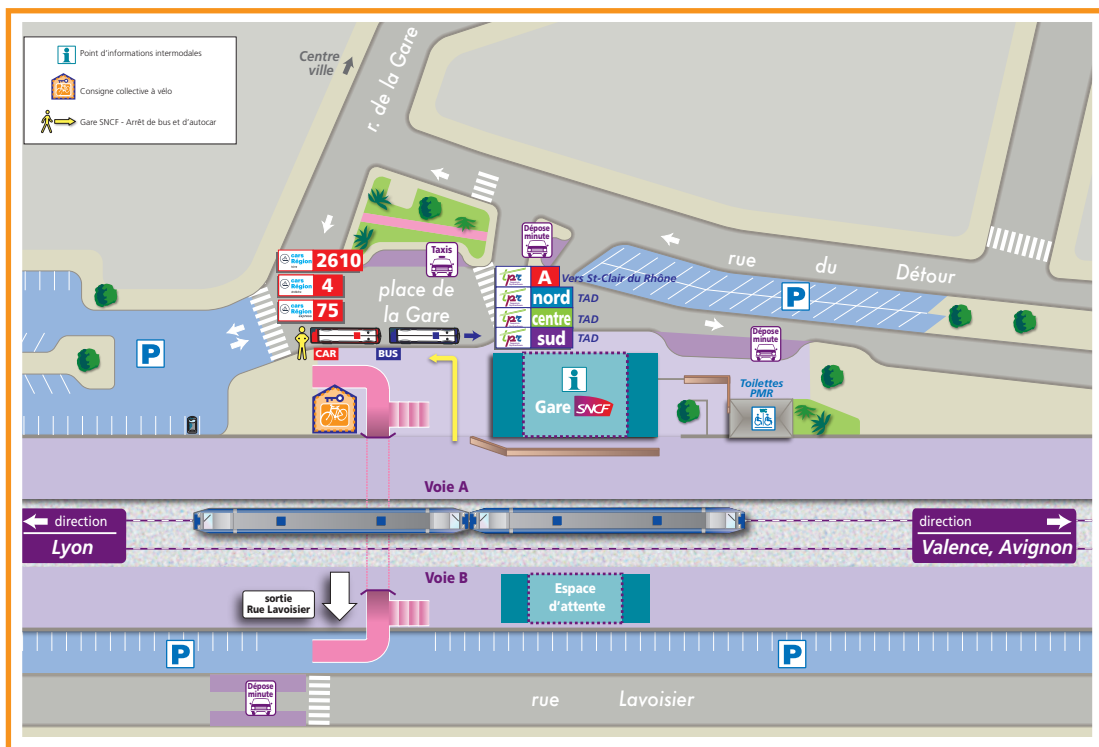 i
Point d'informations intermodales
Consigne collective à vélo
Gare SNCF - Arrêt de bus et d'autocar
Centre
ville
r. de la Gare
Dépose
minute
Taxis
rue du Détour
cars
Région
2610
cars
Région
4
cars
Région
75
place de
la Gare
A
Vers St-Clair du Rhône
nord
TAD
centre
TAD
sud
TAD
P
P
CAR
BUS
Dépose
minute
i
Gare SNCF
Toilettes
PMR
WC
Voie A
direction
Lyon
direction
Valence, Avignon
Voie B
sortie
Rue Lavoisier
Espace
d'attente
P
P
Dépose
minute
rue Lavoisier